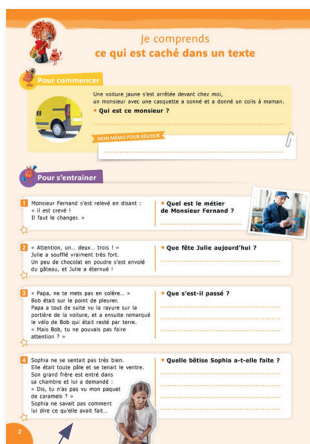 Je comprends
ce qui est caché dans un texte
Pour commencer
Une voiture jaune s'est arrêtée devant chez moi,
un monsieur avec une casquette a sonné et a donné un colis à maman.
• Qui est ce monsieur ?
MON MÉMO POUR RÉUSSIR
Pour s'entraîner
1 Monsieur Fernand s'est relevé en disant :
« Il est crevé !
Il faut le changer. »
• Quel est le métier
de Monsieur Fernand ?
2 « Attention, un... deux... trois ! »
Julie a soufflé vraiment très fort.
Un peu de chocolat en poudre s'est envolé
du gâteau, et Julie a éternué !
• Que fête Julie aujourd'hui ?
3 « Papa, ne te mets pas en colère... »
Bob était sur le point de pleurer.
Papa a tout de suite vu la rayure sur la
portière de la voiture, et a ensuite remarqué
le vélo de Bob qui était resté par terre.
« Mais Bob, tu ne pouvais pas faire
attention ? »
• Que s'est-il passé ?
4 Sophia ne se sentait pas très bien.
Elle était toute pâle et se tenait le ventre.
Son grand frère est entré dans
sa chambre et lui a demandé :
« Dis, tu n'as pas vu mon paquet
de caramels ? »
Sophia ne savait pas comment
lui dire ce qu'elle avait fait...
• Quelle bêtise Sophia a-t-elle faite ?
2